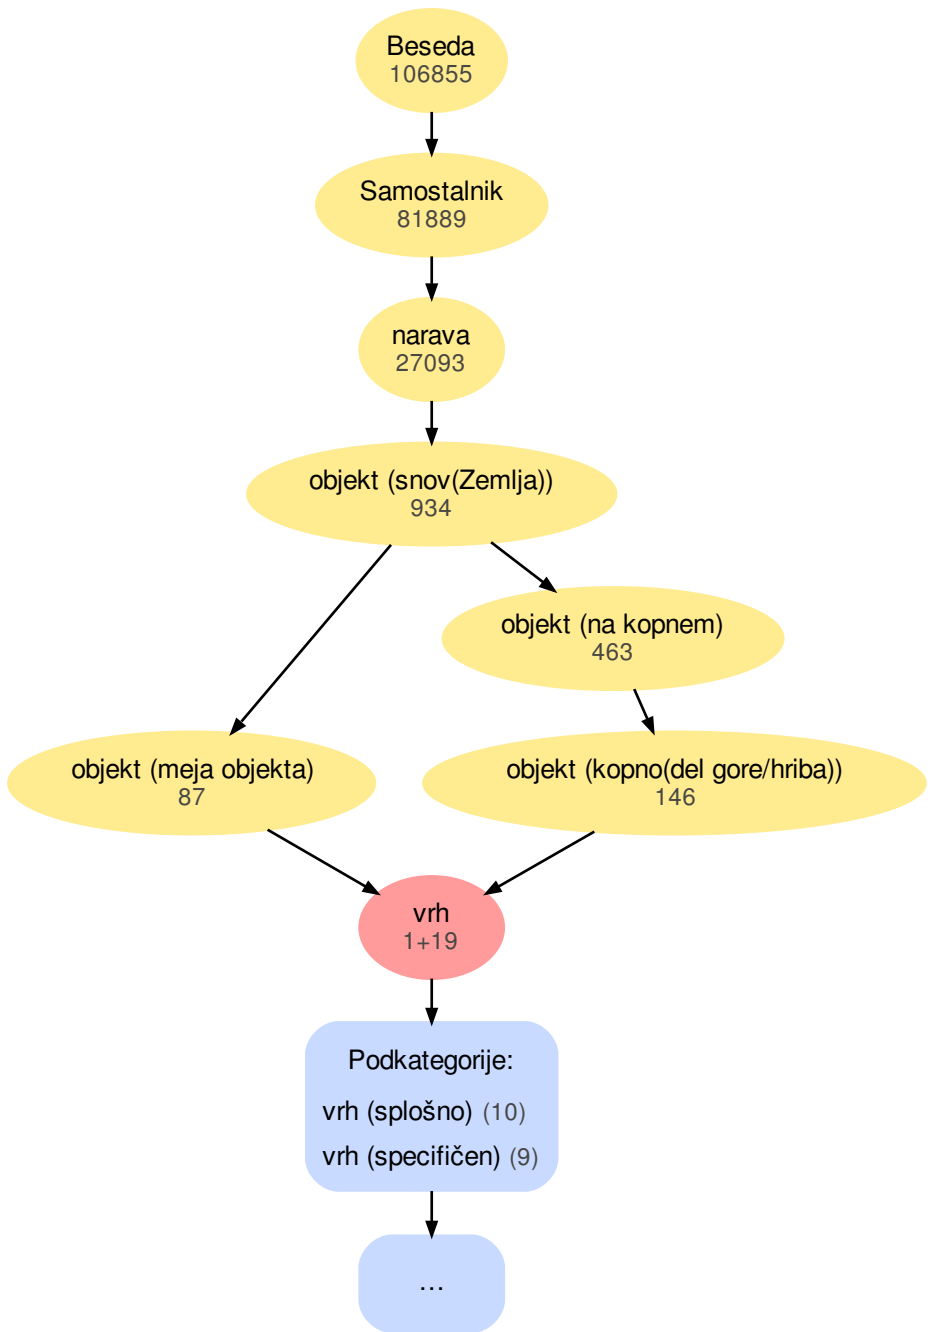 Beseda
106855
Samostalnik
81889
narava
27093
objekt (snov(Zemlja))
934
objekt (na kopnem)
463
objekt (meja objekta)
87
objekt (kopno(del gore/hriba))
146
vrh
1+19
Podkategorije:
vrh (splošno) (10)
vrh (specifičen) (9)
...